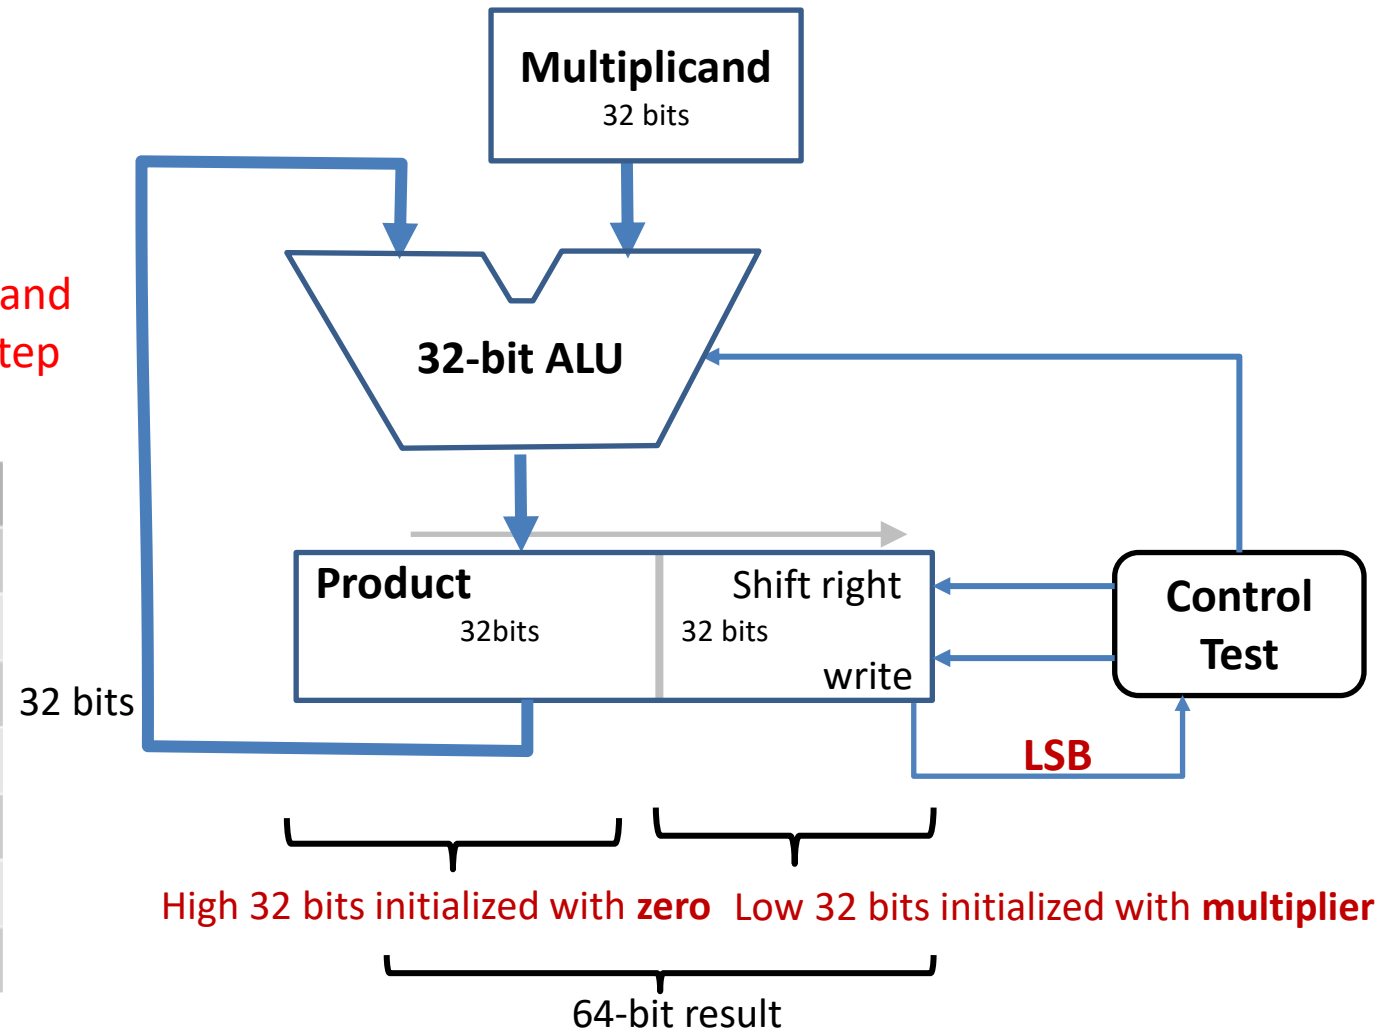 Multiplicand
32 bits
and
tep
32-bit ALU
Product
Shift right
32bits
32 bits
write
Control
Test
32 bits
LSB
High 32 bits initialized with zero
Low 32 bits initialized with multiplier
64-bit result